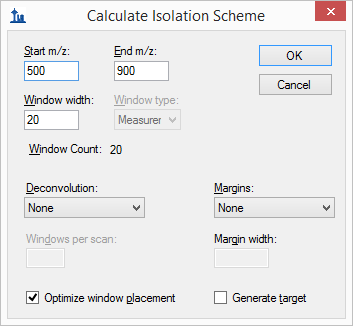 Calculate Isolation Scheme
Start m/z: End m/z:
500 900
OK
Cancel
Window width: Window type:
20 Measurer
Window Count: 20
Deconvolution: Margins:
None None
Windows per scan: Margin width:
Optimize window placement Generate target